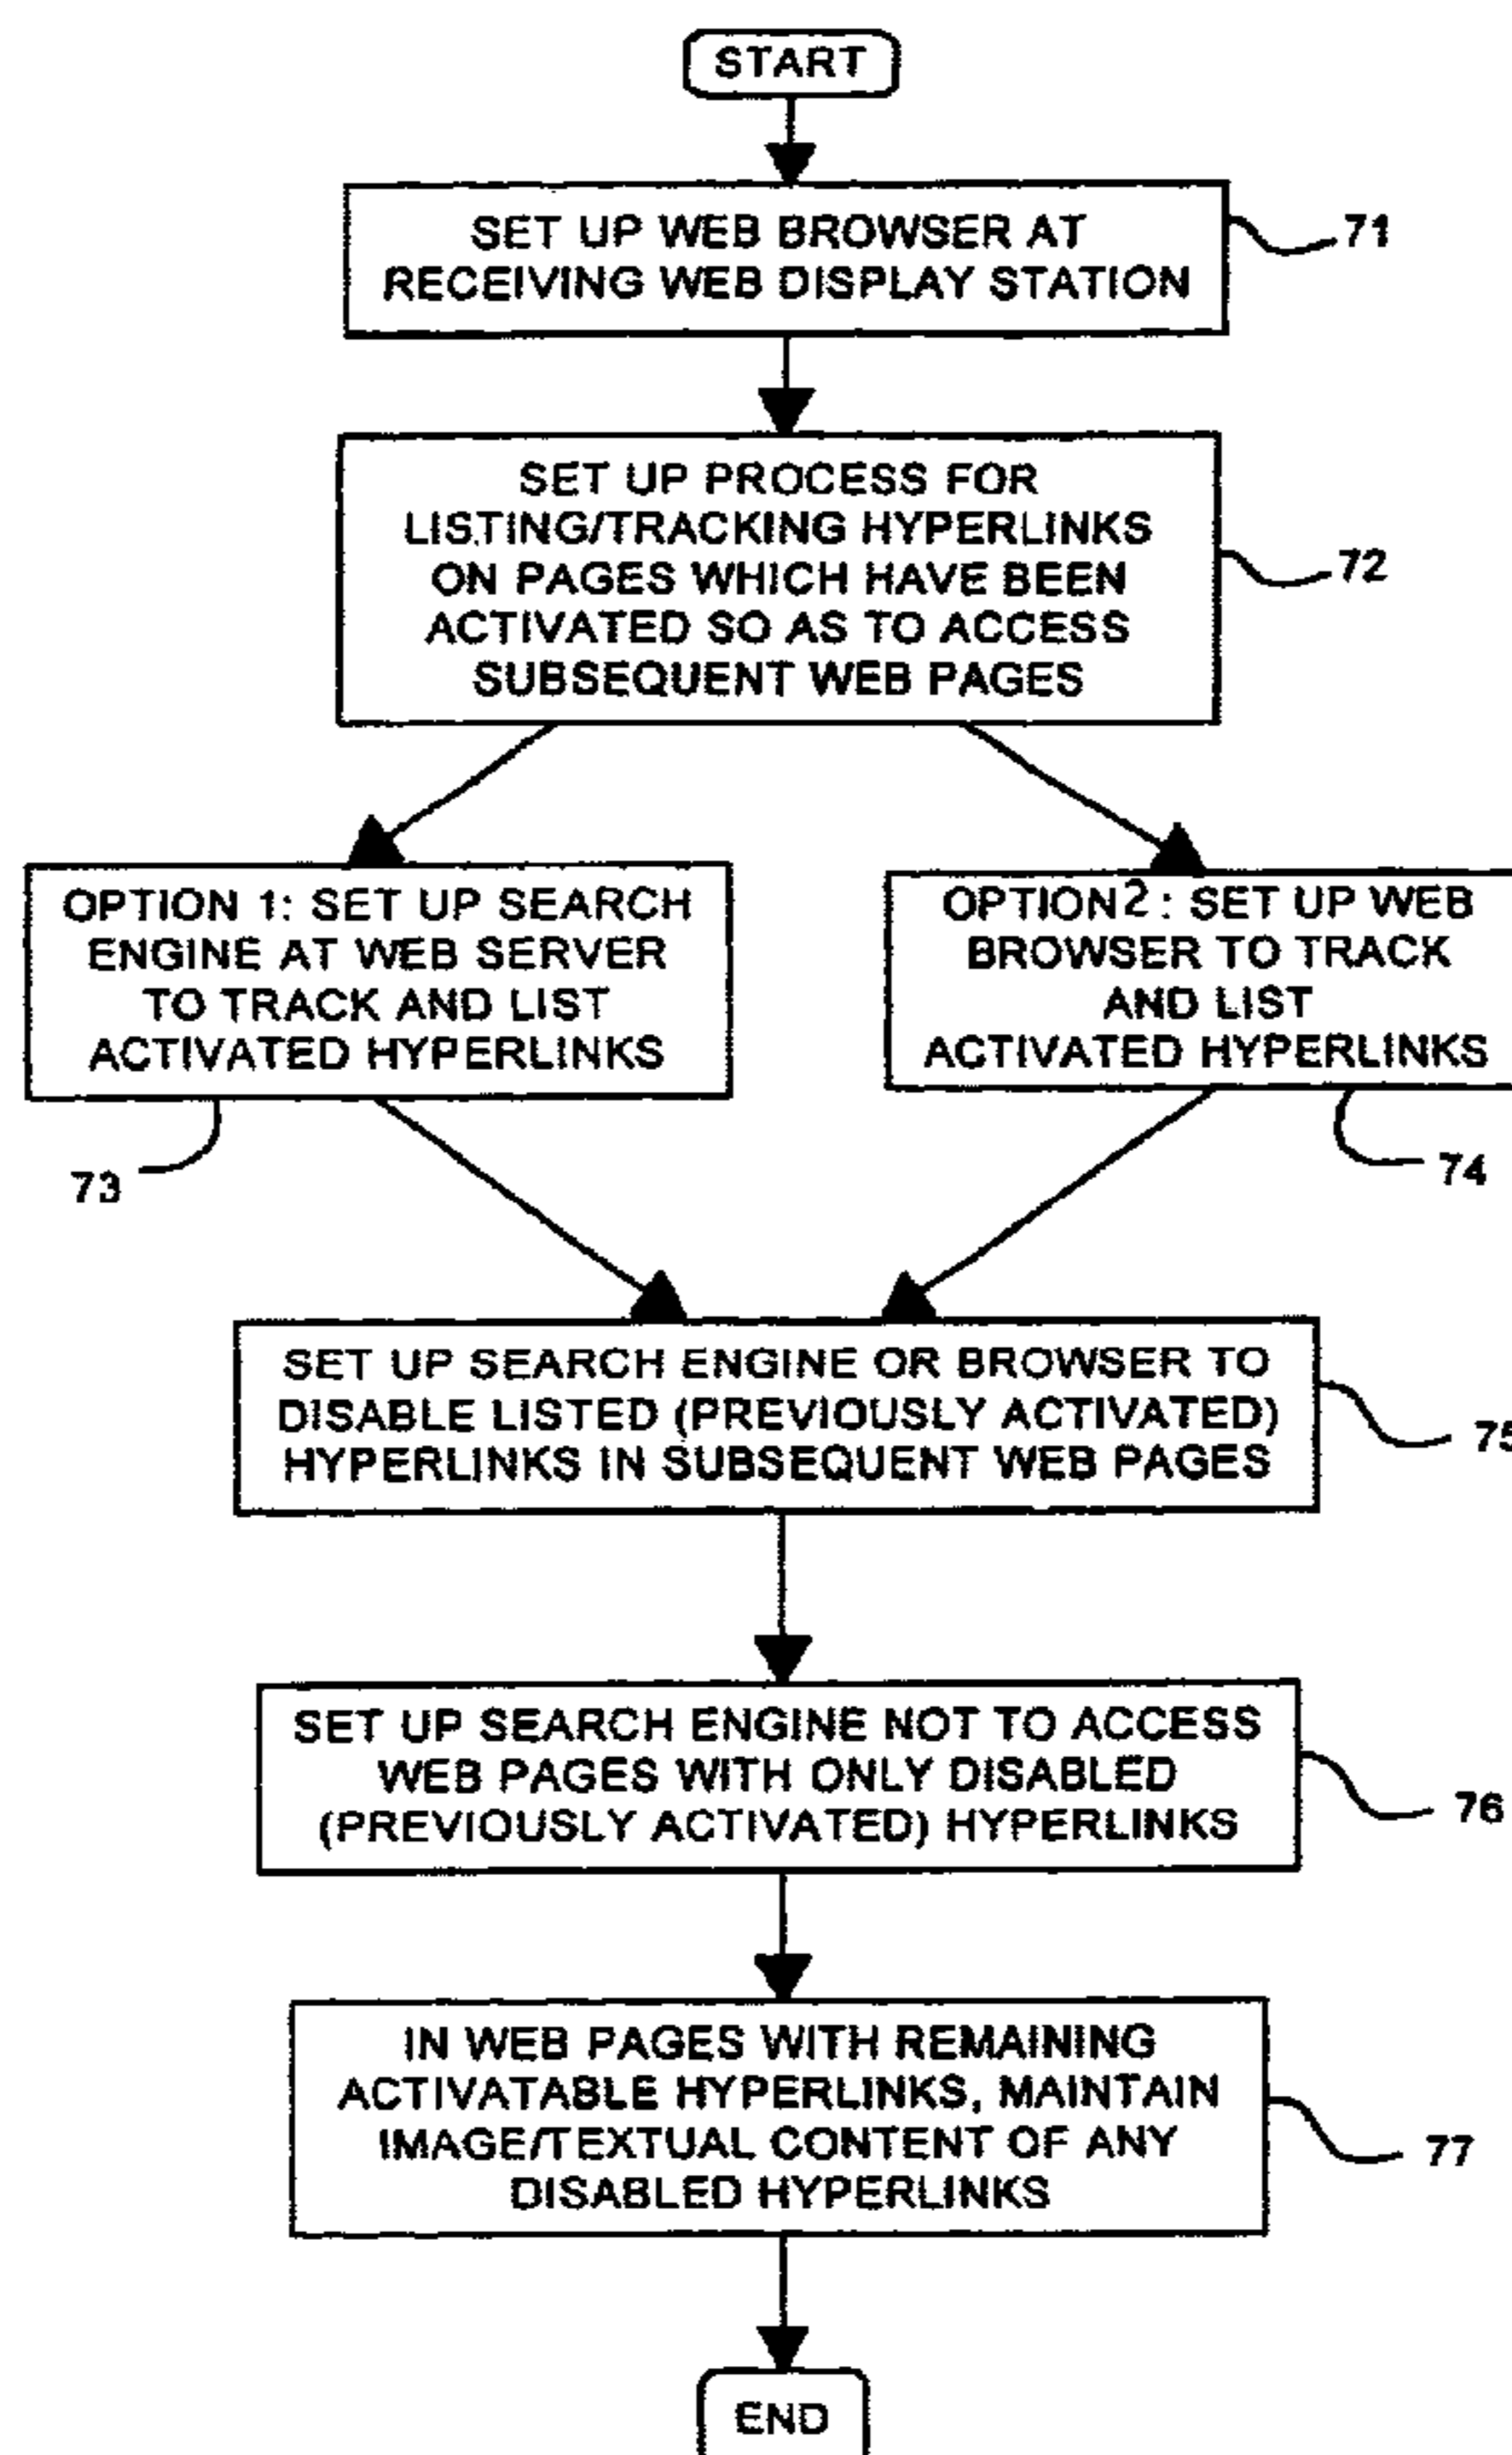 START
SET UP WEB BROWSER AT
RECEIVING WEB DISPLAY STATION
71
SET UP PROCESS FOR
LISTING/TRACKING HYPERLINKS
ON PAGES WHICH HAVE BEEN
ACTIVATED SO AS TO ACCESS
SUBSEQUENT WEB PAGES
72
OPTION 1: SET UP SEARCH
ENGINE AT WEB SERVER
TO TRACK AND LIST
ACTIVATED HYPERLINKS
73
OPTION 2: SET UP WEB
BROWSER TO TRACK
AND LIST
ACTIVATED HYPERLINKS
74
SET UP SEARCH ENGINE OR BROWSER TO
DISABLE LISTED (PREVIOUSLY ACTIVATED)
HYPERLINKS IN SUBSEQUENT WEB PAGES
75
SET UP SEARCH ENGINE NOT TO ACCESS
WEB PAGES WITH ONLY DISABLED
(PREVIOUSLY ACTIVATED) HYPERLINKS
76
IN WEB PAGES WITH REMAINING
ACTIVATABLE HYPERLINKS, MAINTAIN
IMAGE/TEXTUAL CONTENT OF ANY
DISABLED HYPERLINKS
77
END